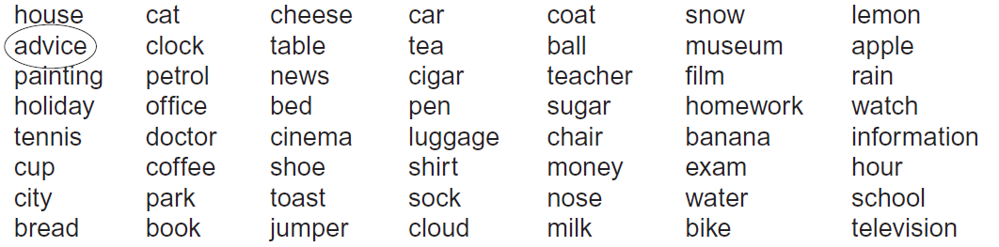 house cat cheese car coat snow lemon
advice clock table tea ball museum apple
painting petrol news cigar teacher film rain
holiday office bed pen sugar homework watch
tennis doctor cinema luggage chair banana information
cup coffee shoe shirt money exam hour
city park toast sock nose water school
bread book jumper cloud milk bike television